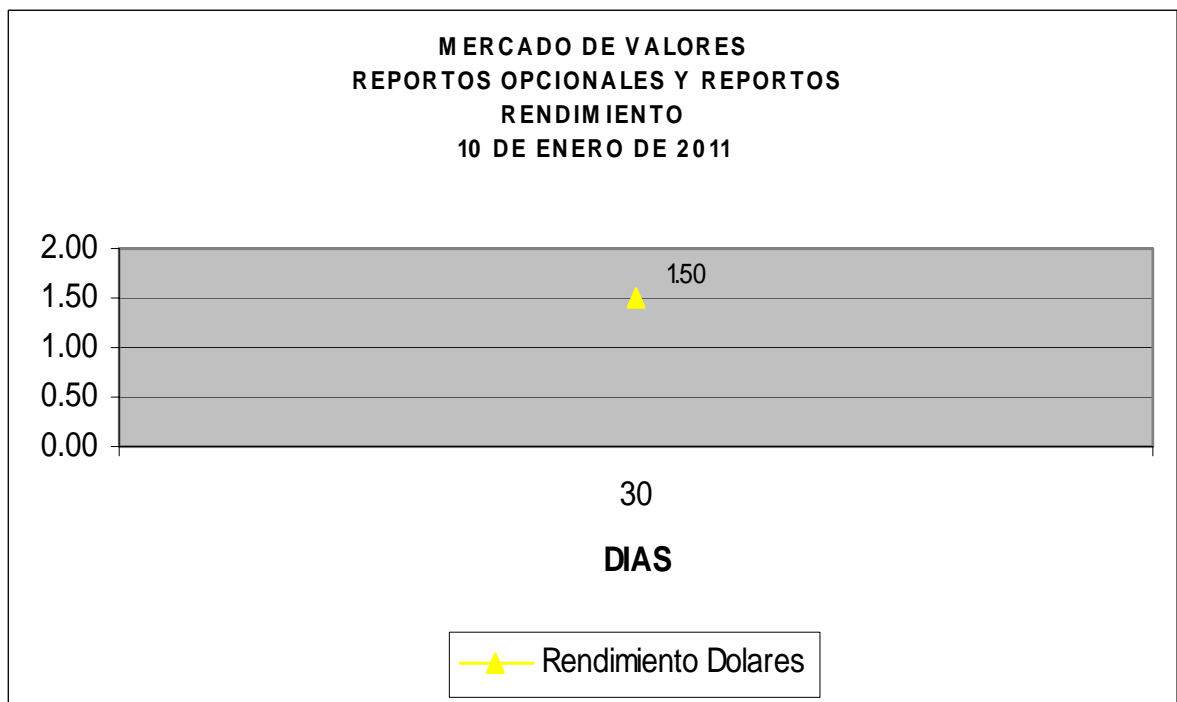 MERCADO DE VALORES
REPORTOS OPCIONALES Y REPORTOS
RENDIMIENTO
10 DE ENERO DE 2011
2.00
1.50
1.50
1.00
0.50
0.00
30
DIAS
Rendimiento Dolares